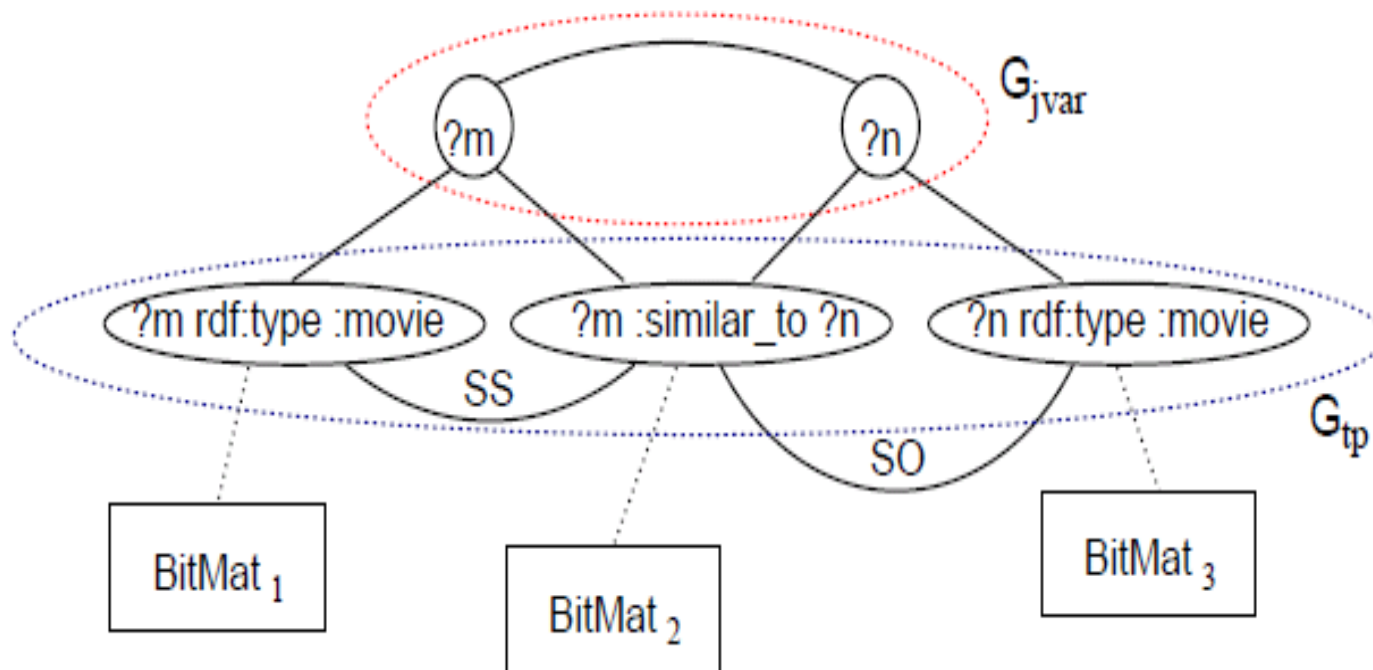 G_jvar
?m
?n
?m rdf:type :movie
?m :similar_to ?n
?n rdf:type :movie
SS
SO
G_tp
BitMat 1
BitMat 2
BitMat 3